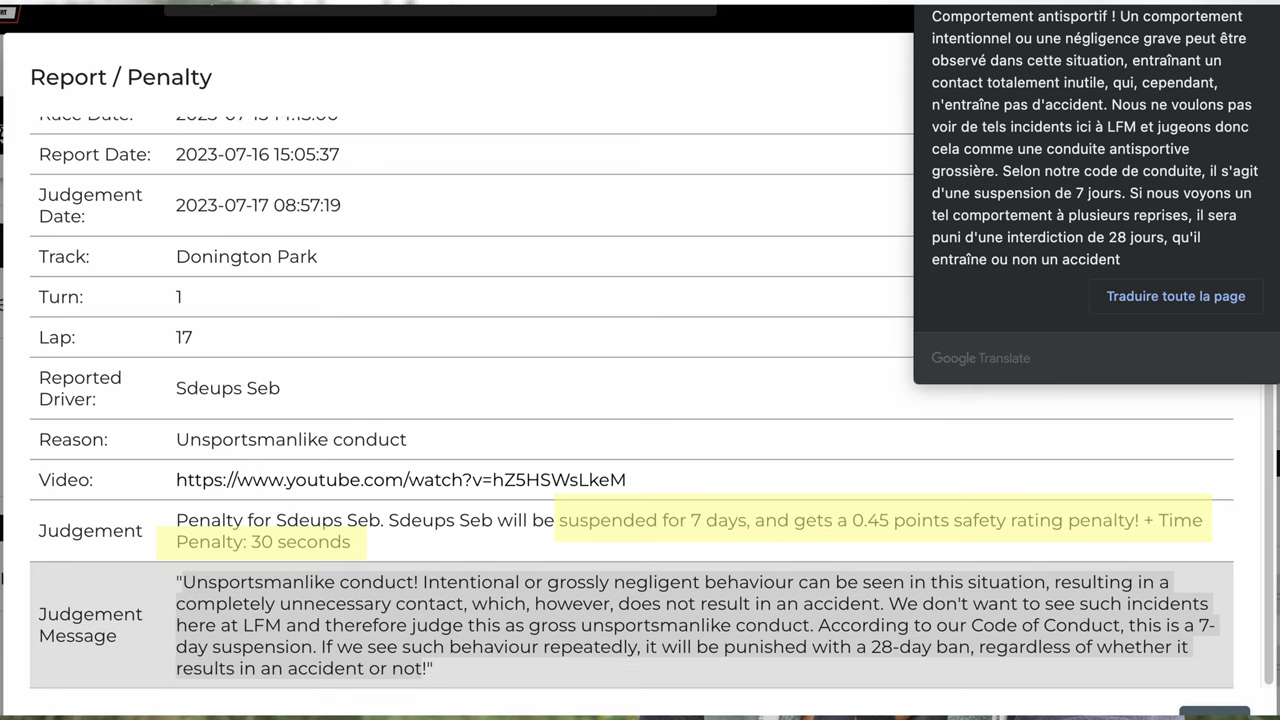 Report / Penalty
Race Date: 2023-07-15 14:15:00
Report Date: 2023-07-16 15:05:37
Judgement
Date:
2023-07-17 08:57:19
Track: Donington Park
Turn: 1
Lap: 17
Reported
Driver:
Sdeups Seb
Reason: Unsportsmanlike conduct
Video: https://www.youtube.com/watch?v=hZ5HSWsLkeM
Judgement
Penalty for Sdeups Seb. Sdeups Seb will be suspended for 7 days, and gets a 0.45 points safety rating penalty! + Time
Penalty: 30 seconds
Judgement
Message
"Unsportsmanlike conduct! Intentional or grossly negligent behaviour can be seen in this situation, resulting in a
completely unnecessary contact, which, however, does not result in an accident. We don't want to see such incidents
here at LFM and therefore judge this as gross unsportsmanlike conduct. According to our Code of Conduct, this is a 7-
day suspension. If we see such behaviour repeatedly, it will be punished with a 28-day ban, regardless of whether it
results in an accident or not!"
Comportement antisportif ! Un comportement
intentionnel ou une négligence grave peut être
observé dans cette situation, entraînant un
contact totalement inutile, qui, cependant,
n'entraîne pas d'accident. Nous ne voulons pas
voir de tels incidents ici à LFM et jugeons donc
cela comme une conduite antisportive
grossière. Selon notre code de conduite, il s'agit
d'une suspension de 7 jours. Si nous voyons un
tel comportement à plusieurs reprises, il sera
puni d'une interdiction de 28 jours, qu'il
entraîne ou non un accident
Traduire toute la page
Google Translate